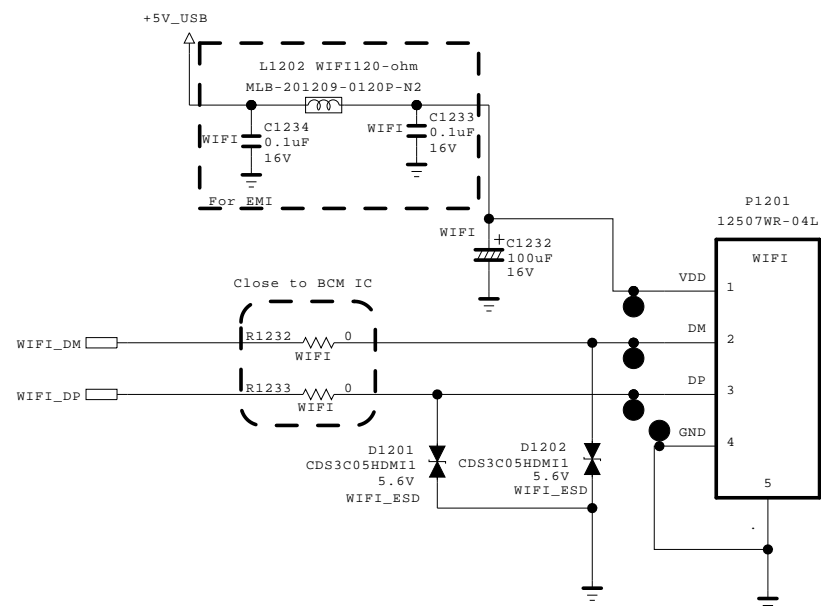 +5V_USB
L1202 WIFI120-ohm
MLB-201209-0120P-N2
WIFI
C1234
0.1uF
16V
WIFI
C1233
0.1uF
16V
For EMI
P1201
12507WR-04L
WIFI
WIFI
+
C1232
100uF
16V
VDD
1
Close to BCM IC
WIFI_DM
R1232
0
WIFI
DM
2
WIFI_DP
R1233
0
WIFI
DP
3
GND
4
D1201
CDS3C05HDMI1
5.6V
WIFI_ESD
D1202
CDS3C05HDMI1
5.6V
WIFI_ESD
5